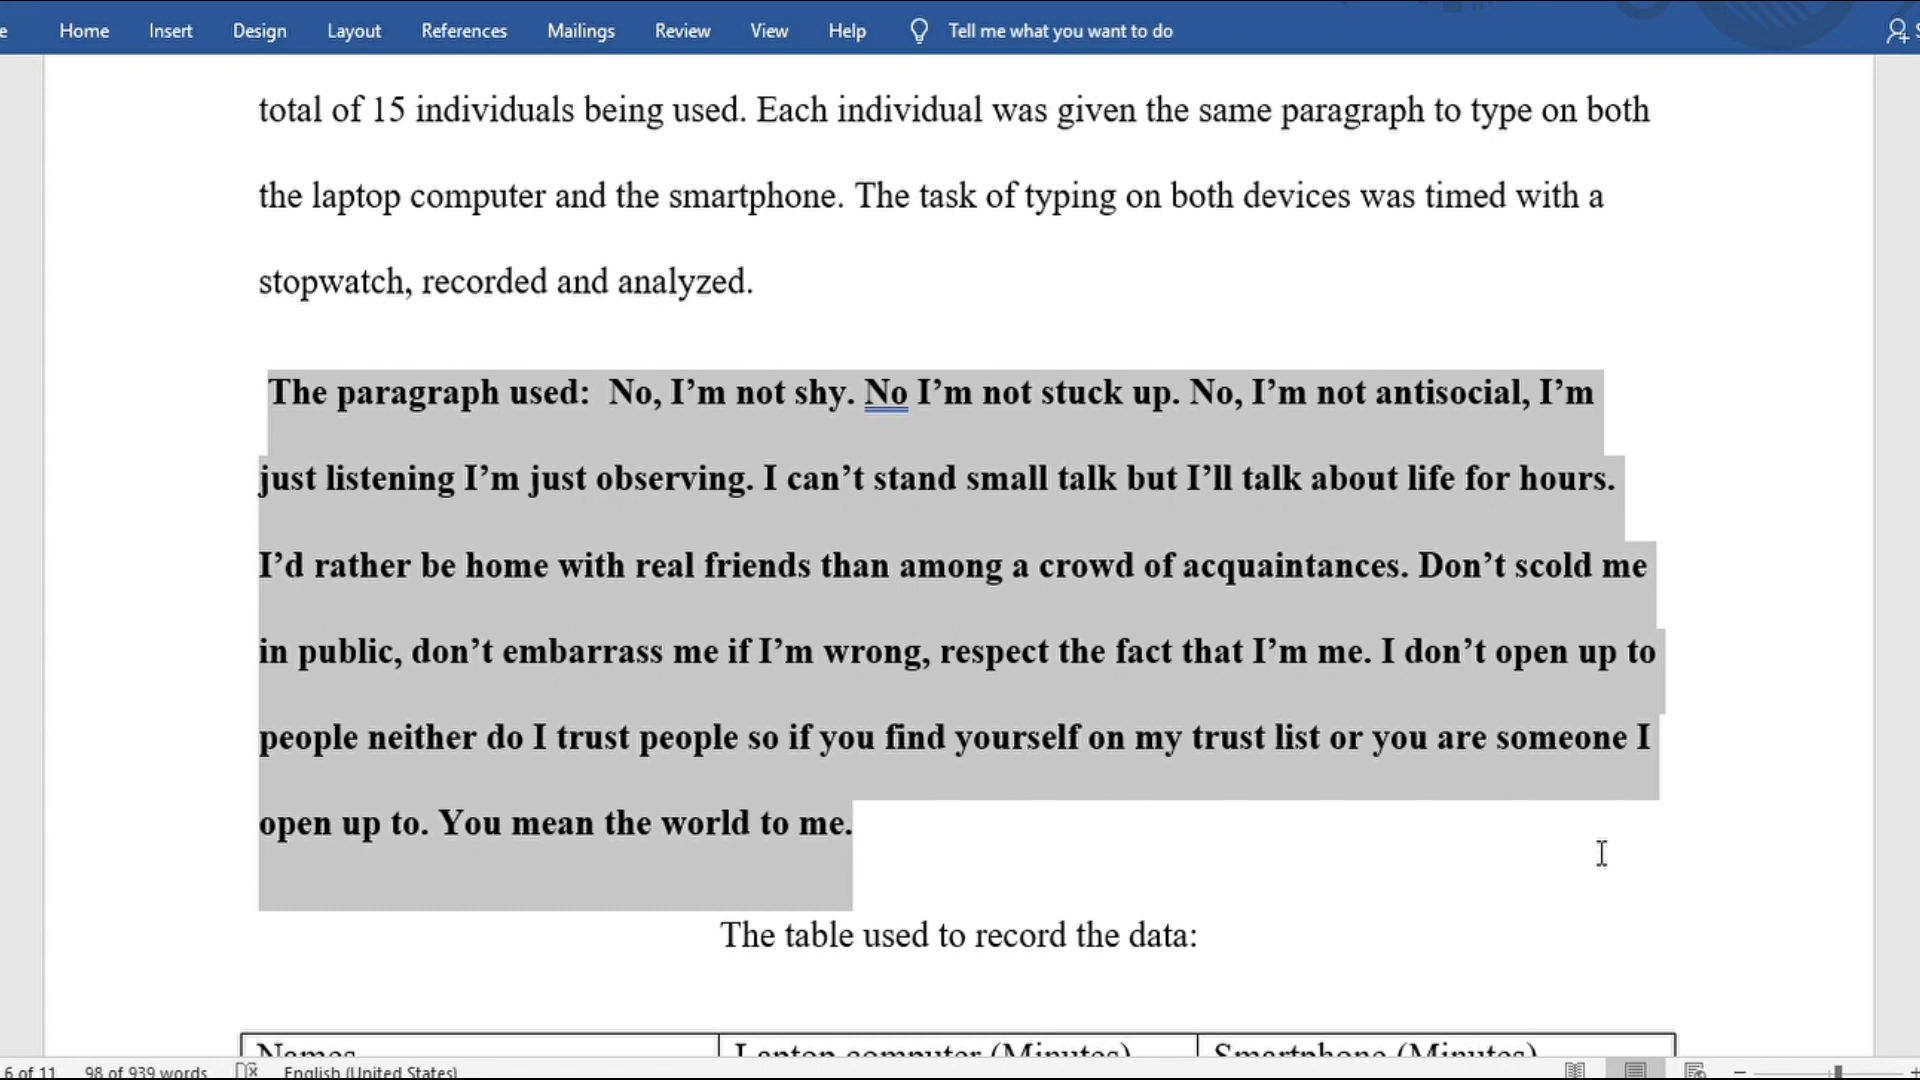 Home Insert Design Layout References Mailings Review View Help Tell me what you want to do
total of 15 individuals being used. Each individual was given the same paragraph to type on both
the laptop computer and the smartphone. The task of typing on both devices was timed with a
stopwatch, recorded and analyzed.
The paragraph used:  No, I’m not shy. No I’m not stuck up. No, I’m not antisocial, I’m
just listening I’m just observing. I can’t stand small talk but I’ll talk about life for hours.
I’d rather be home with real friends than among a crowd of acquaintances. Don’t scold me
in public, don’t embarrass me if I’m wrong, respect the fact that I’m me. I don’t open up to
people neither do I trust people so if you find yourself on my trust list or you are someone I
open up to. You mean the world to me.
The table used to record the data:
Names Laptop computer (Minutes) Smartphone (Minutes)
6 of 11 98 of 939 words English (United States)